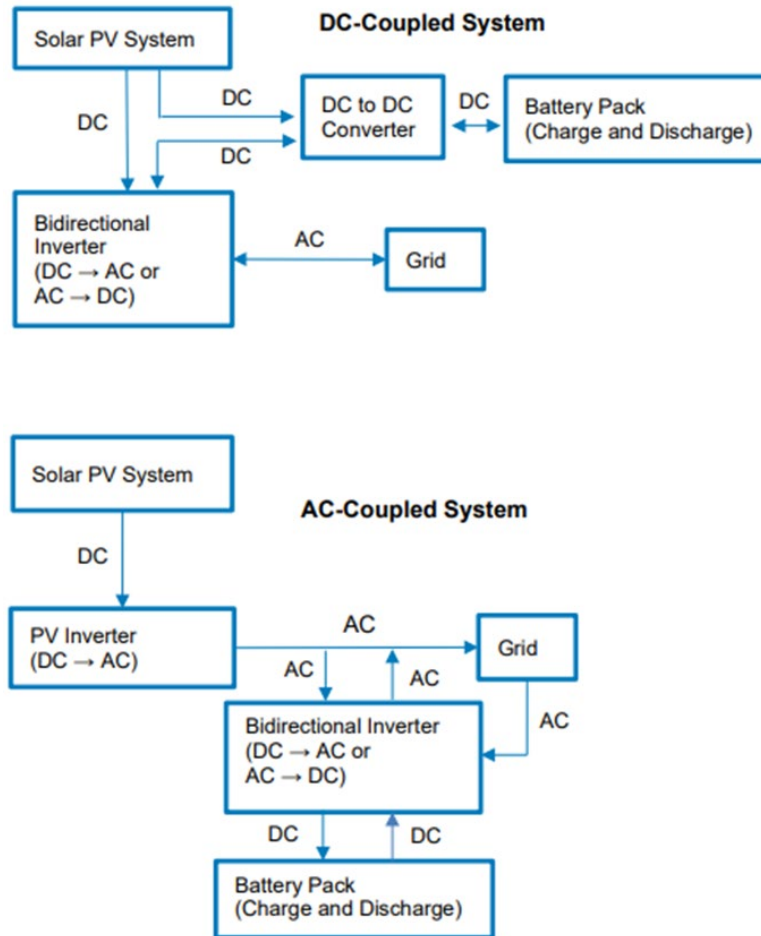 DC-Coupled System
Solar PV System
DC
DC
DC
DC to DC
Converter
DC
Battery Pack
(Charge and Discharge)
Bidirectional
Inverter
(DC → AC or
AC → DC)
AC
Grid
Solar PV System
AC-Coupled System
DC
PV Inverter
(DC → AC)
AC
Grid
AC
AC
AC
Bidirectional Inverter
(DC → AC or
AC → DC)
DC
DC
Battery Pack
(Charge and Discharge)